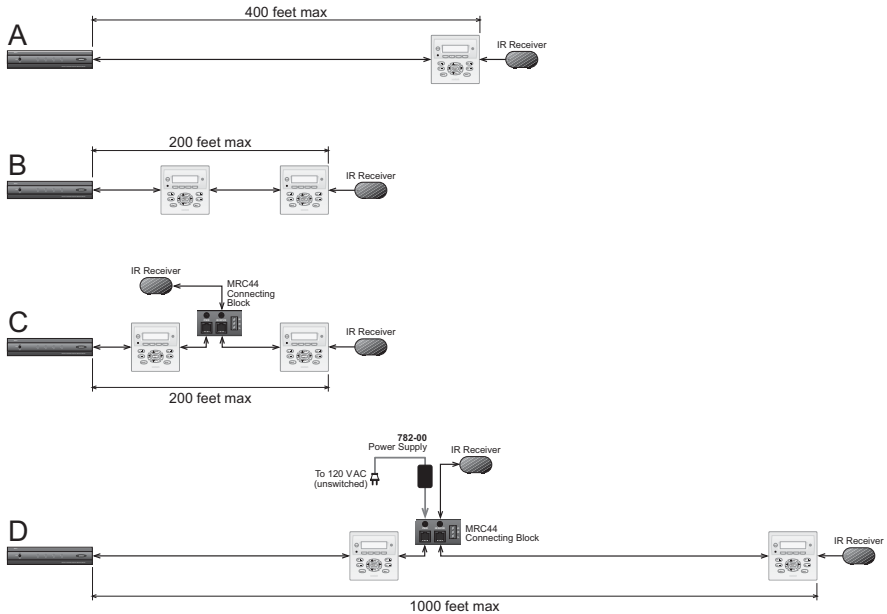 400 feet max
A
IR Receiver
200 feet max
B
IR Receiver
IR Receiver
MRC44
Connecting
Block
C
IR Receiver
200 feet max
782-00
Power Supply
IR Receiver
To 120 VAC
(unswitched)
D
MRC44
Connecting Block
IR Receiver
1000 feet max